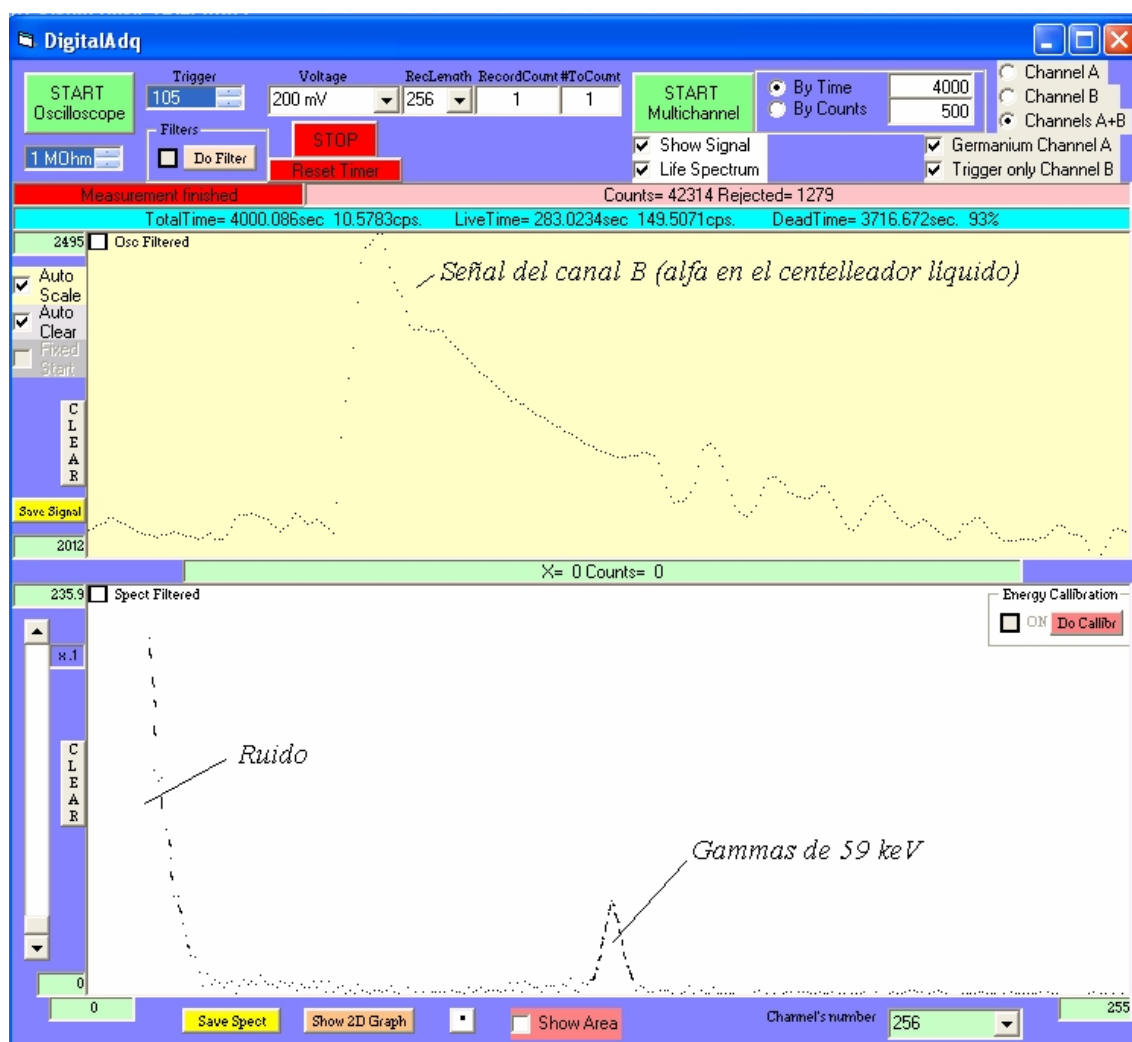 DigitalAdq
START Oscilloscope
Trigger
105
Voltage
200 mV
RecLength RecordCount #ToCount
256 1 1
START Multichannel
By Time 4000
By Counts 500
Channel A
Channel B
Channels A+B
1 MOhm
Filters
Do Filter
STOP
Reset Timer
Show Signal
Life Spectrum
Germanium Channel A
Trigger only Channel B
Measurement finished
Counts= 42314 Rejected= 1279
TotalTime= 4000.086sec 10.5783cps. LiveTime= 283.0234sec 149.5071cps. DeadTime= 3716.672sec. 93%
2495
Osc Filtered
Señal del canal B (alfa en el centelleador líquido)
Auto Scale
Auto Clear
Fixed Start
CLEAR
Save Signal
2012
X= 0 Counts= 0
235.9
Spect Filtered
Energy Callibration
ON Do Callibr
x.1
CLEAR
Ruido
Gammas de 59 keV
0
0
Save Spect
Show 2D Graph
Show Area
Channel's number
256
255